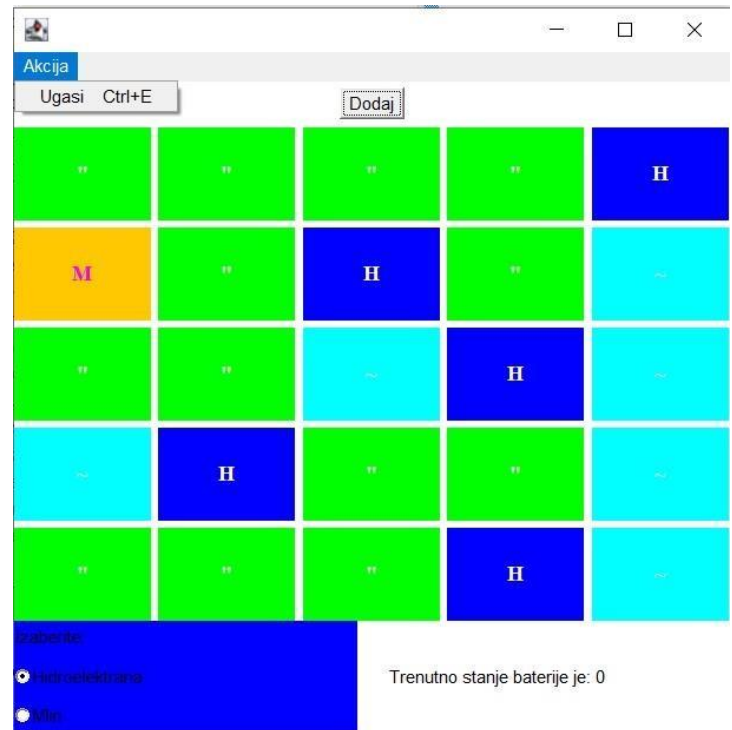 Akcija
Ugasi Ctrl+E
Dodaj
" " " " H
M " H " ~
" " ~ H ~
~ H " " ~
" " " H ~
Izaberite:
Hidroelektrana
Trenutno stanje baterije je: 0
Mlin